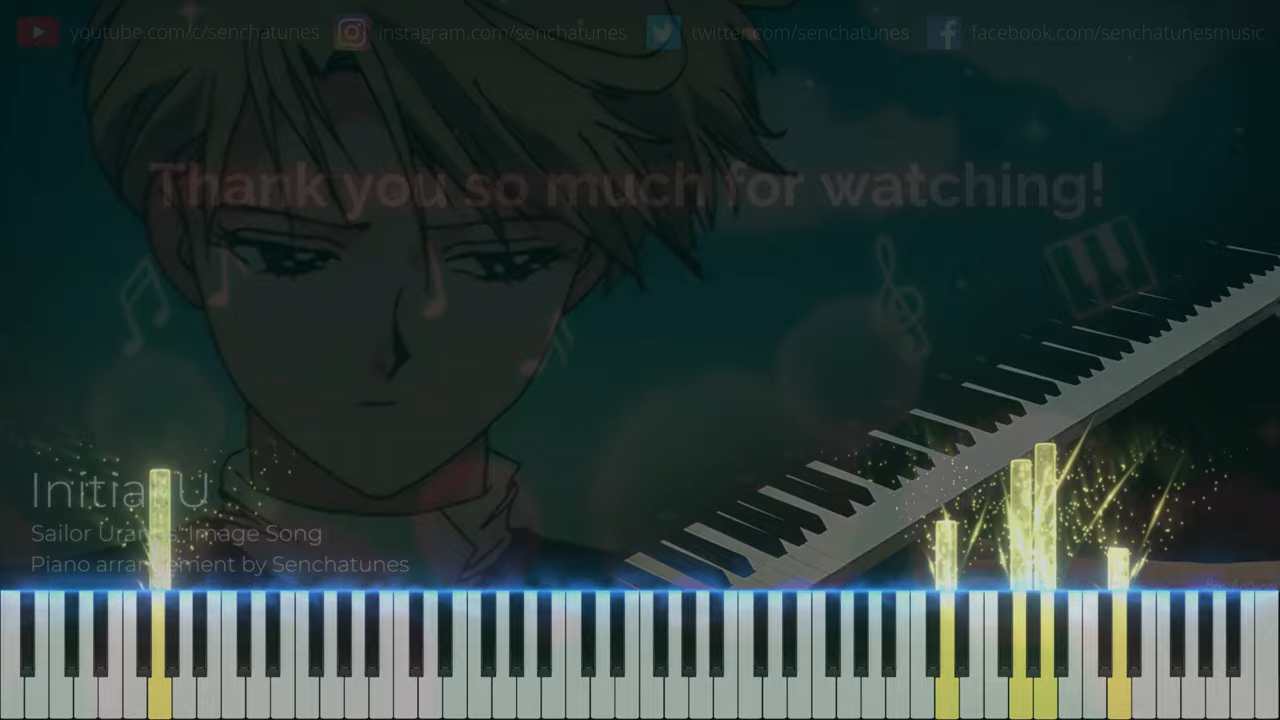 youtube.com/c/senchatunes instagram.com/senchatunes twitter.com/senchatunes facebook.com/senchatunesmusic
Thank you so much for watching!
Initial U
Sailor Uranus Image Song
Piano arrangement by Senchatunes